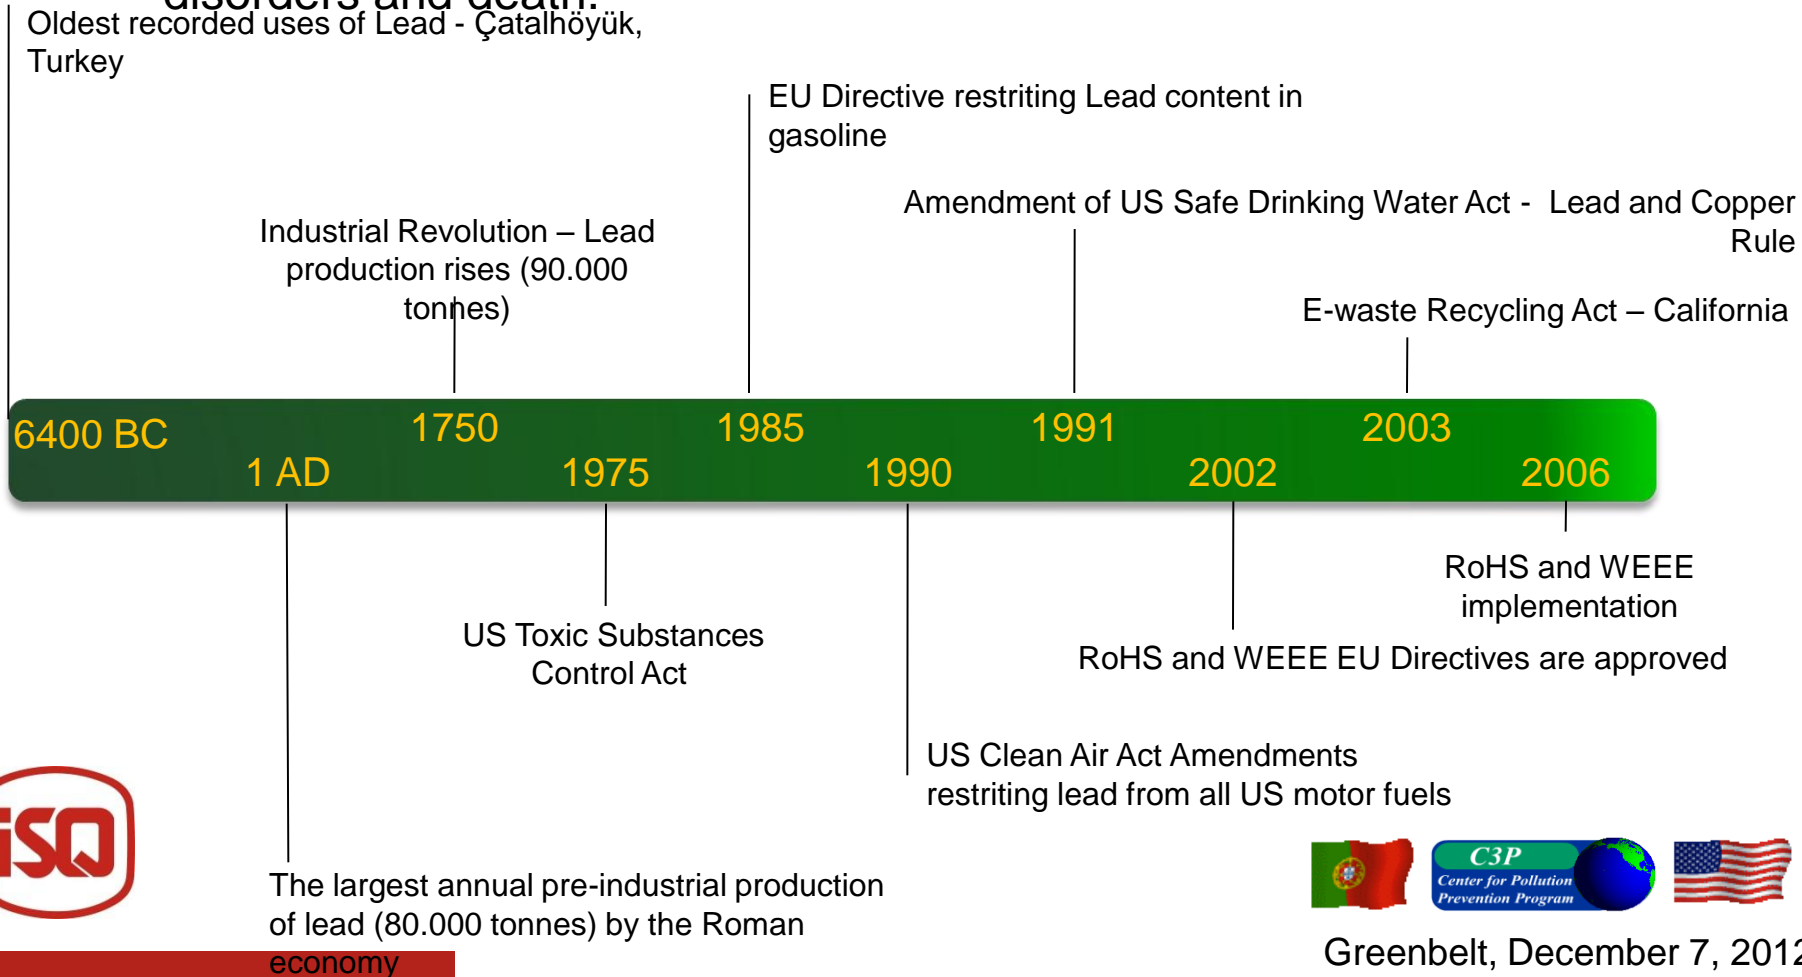 disorders and death.
Oldest recorded uses of Lead - Çatalhöyük,
Turkey
EU Directive restriting Lead content in
gasoline
Amendment of US Safe Drinking Water Act - Lead and Copper
Rule
Industrial Revolution – Lead
production rises (90.000
tonnes)
E-waste Recycling Act – California
6400 BC
1750
1985
1991
2003
1 AD
1975
1990
2002
2006
RoHS and WEEE
implementation
US Toxic Substances
Control Act
RoHS and WEEE EU Directives are approved
US Clean Air Act Amendments
restriting lead from all US motor fuels
iSQ
The largest annual pre-industrial production
of lead (80.000 tonnes) by the Roman
economy
C3P
Center for Pollution
Prevention Program
Greenbelt, December 7, 2012